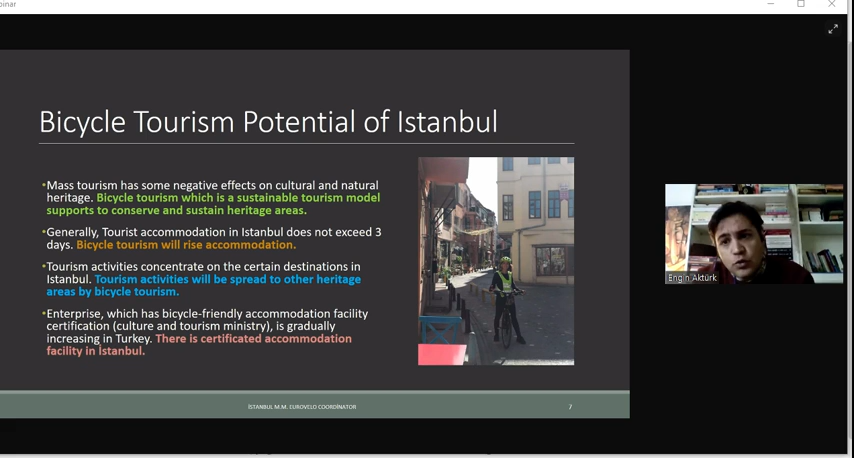 binar
Bicycle Tourism Potential of Istanbul
•Mass tourism has some negative effects on cultural and natural
heritage. Bicycle tourism which is a sustainable tourism model
supports to conserve and sustain heritage areas.
•Generally, Tourist accommodation in Istanbul does not exceed 3
days. Bicycle tourism will rise accommodation.
•Tourism activities concentrate on the certain destinations in
Istanbul. Tourism activities will be spread to other heritage
areas by bicycle tourism.
•Enterprise, which has bicycle-friendly accommodation facility
certification (culture and tourism ministry), is gradually
increasing in Turkey. There is certificated accommodation
facility in İstanbul.
İSTANBUL M.M. EUROVELO COORDİNATOR
7
Engin Aktürk